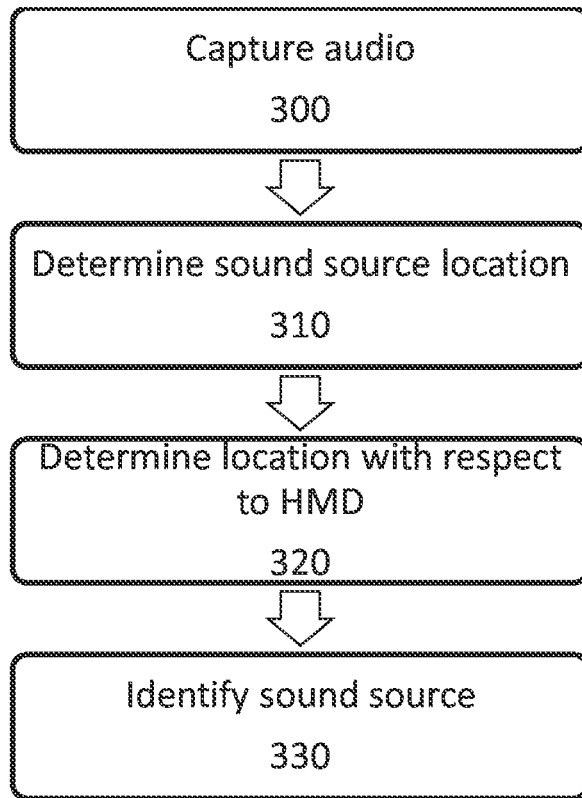 Capture audio
300
Determine sound source location
310
Determine location with respect
to HMD
320
Identify sound source
330